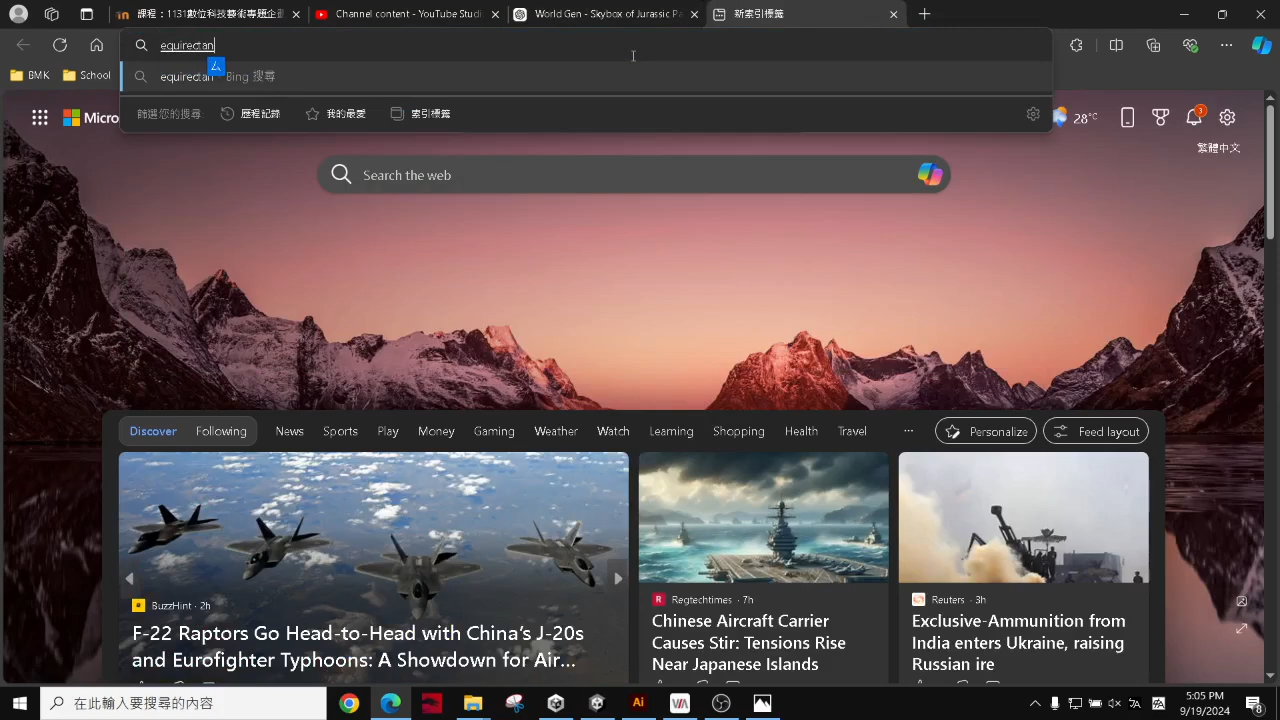 課程：1131數位科技藝術專題企劃
Channel content - YouTube Studi
World Gen - Skybox of Jurassic Pa
新索引標籤
equirectan
ㄙ
equirectan - Bing 搜尋
篩選您的搜尋
歷程記錄
我的最愛
索引標籤
BMK
School
Micro
28°C
3
繁體中文
Search the web
Discover
Following
News
Sports
Play
Money
Gaming
Weather
Watch
Learning
Shopping
Health
Travel
Personalize
Feed layout
BuzzHint · 2h
F-22 Raptors Go Head-to-Head with China's J-20s
and Eurofighter Typhoons: A Showdown for Air...
Regtechtimes · 7h
Chinese Aircraft Carrier
Causes Stir: Tensions Rise
Near Japanese Islands
Reuters · 3h
Exclusive-Ammunition from
India enters Ukraine, raising
Russian ire
在此輸入要搜尋的內容
Ai
VIA
5:05 PM
9/19/2024
8